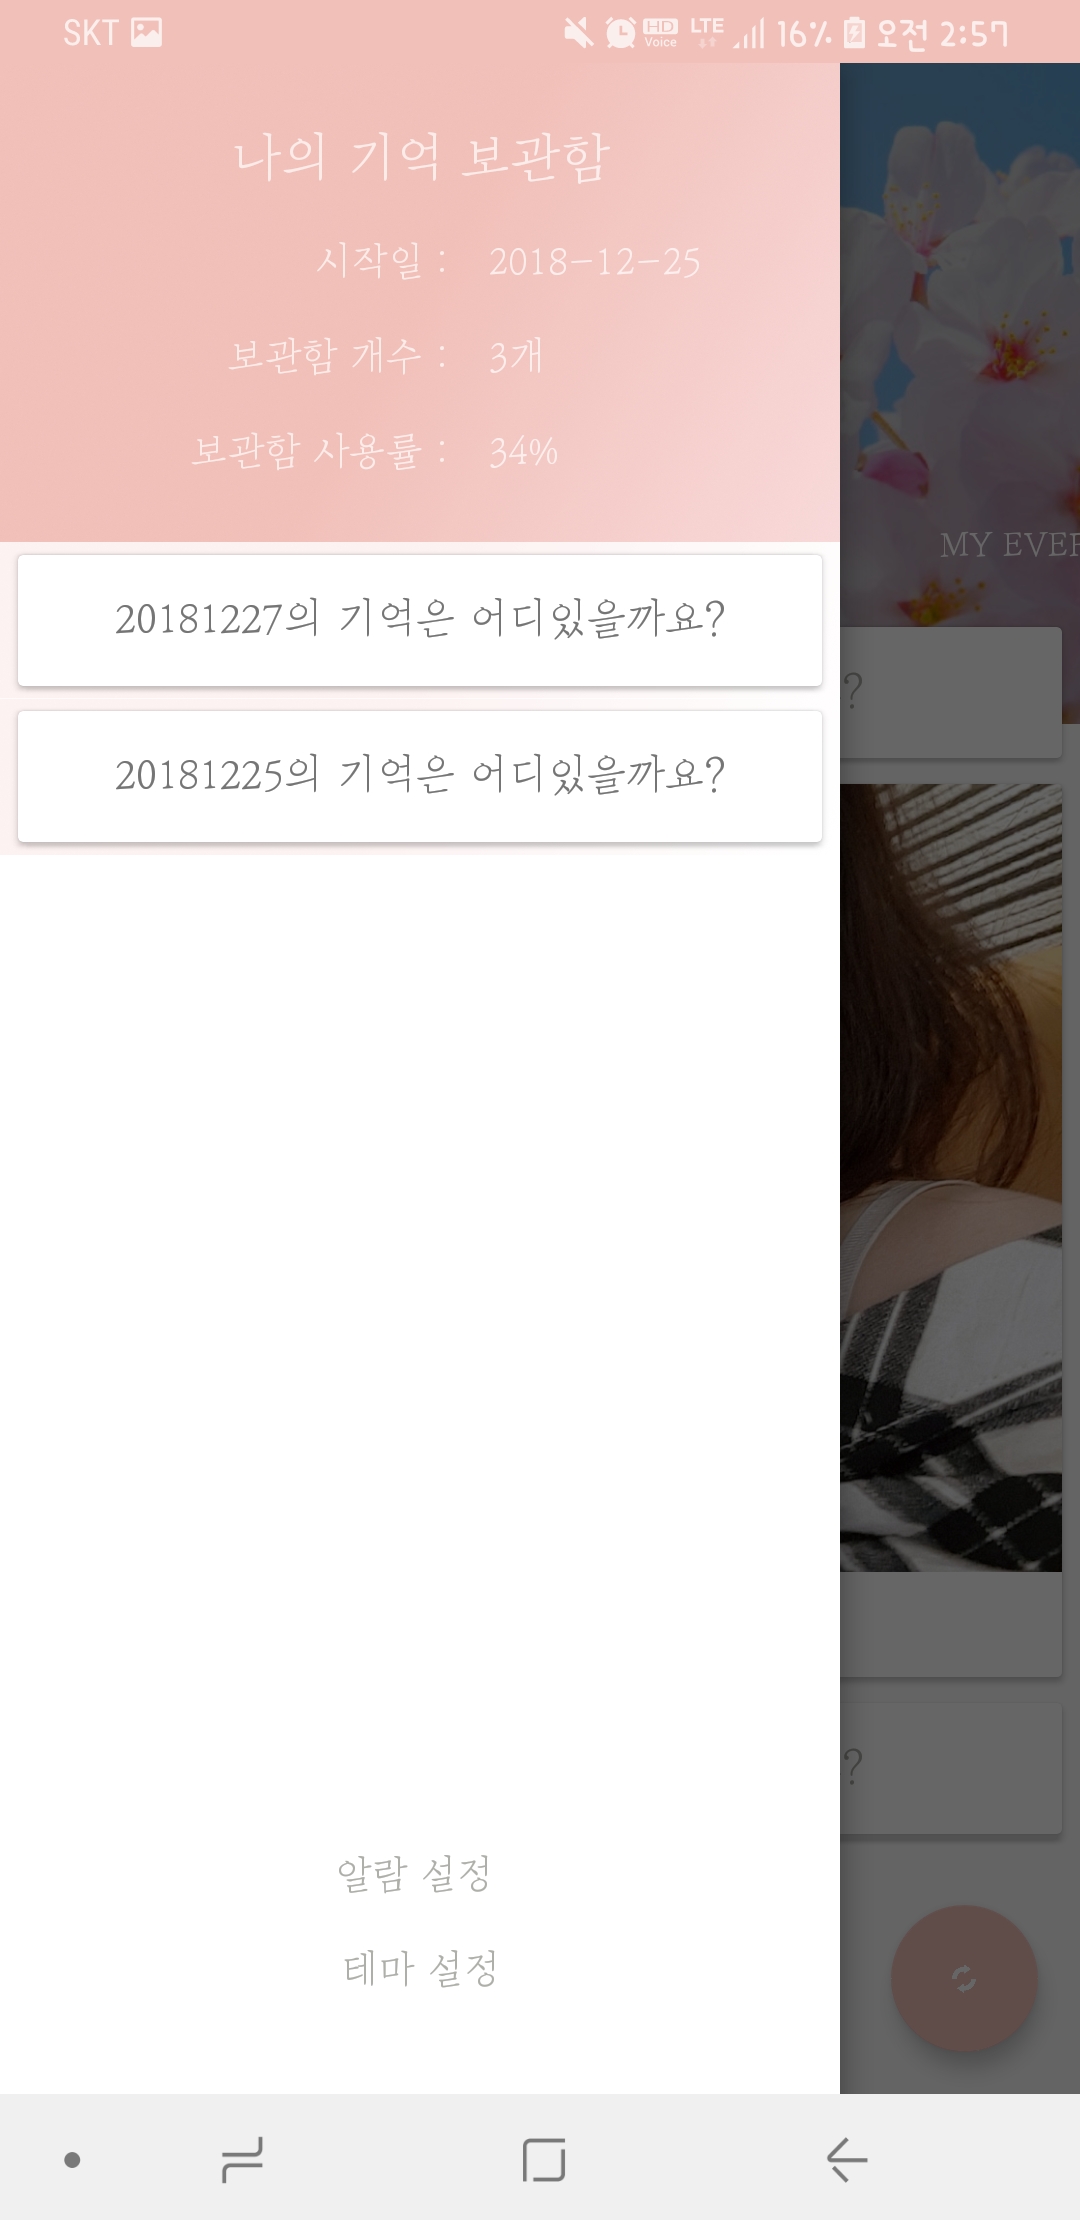 SKT HD Voice LTE 16% 오전 2:57
나의 기억 보관함
시작일 : 2018-12-25
보관함 개수 : 3개
보관함 사용률 : 34%
MY EVER
20181227의 기억은 어디있을까요?
?
20181225의 기억은 어디있을까요?
?
알람 설정
테마 설정